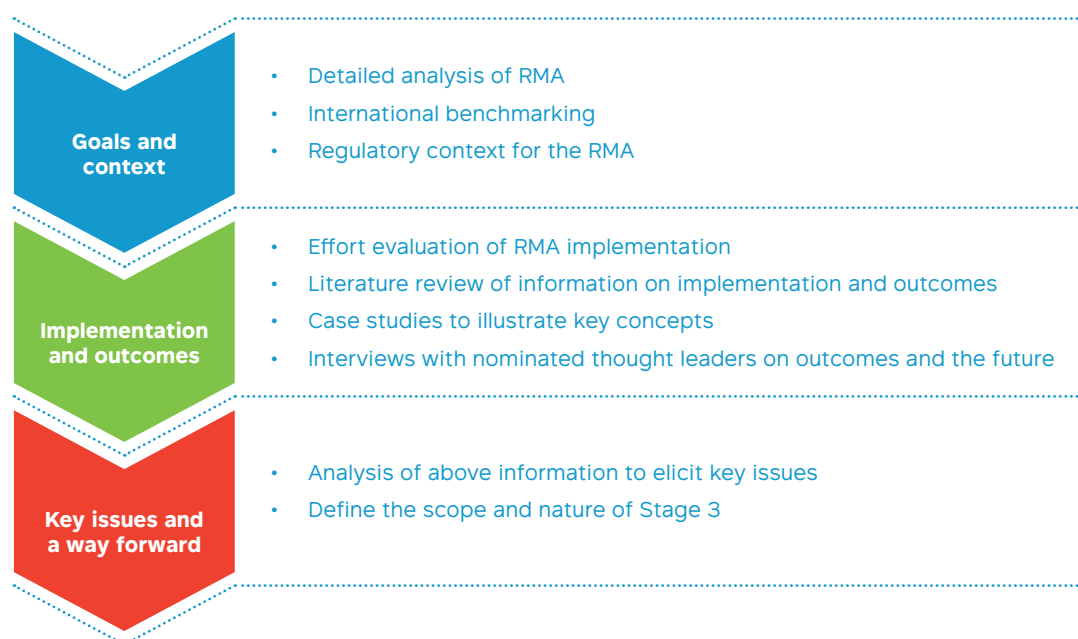 Goals and
context
• Detailed analysis of RMA
• International benchmarking
• Regulatory context for the RMA
Implementation
and outcomes
• Effort evaluation of RMA implementation
• Literature review of information on implementation and outcomes
• Case studies to illustrate key concepts
• Interviews with nominated thought leaders on outcomes and the future
Key issues and
a way forward
• Analysis of above information to elicit key issues
• Define the scope and nature of Stage 3